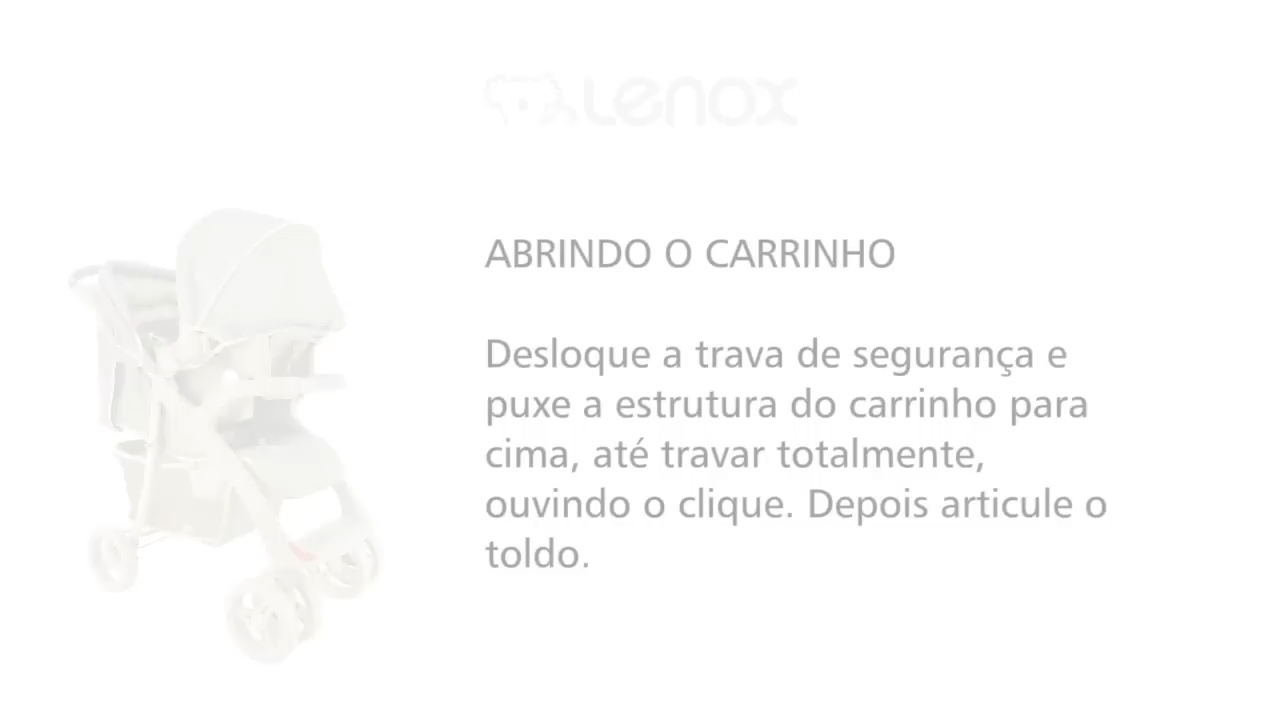 Lenox
ABRINDO O CARRINHO
Desloque a trava de segurança e
puxe a estrutura do carrinho para
cima, até travar totalmente,
ouvindo o clique. Depois articule o
toldo.